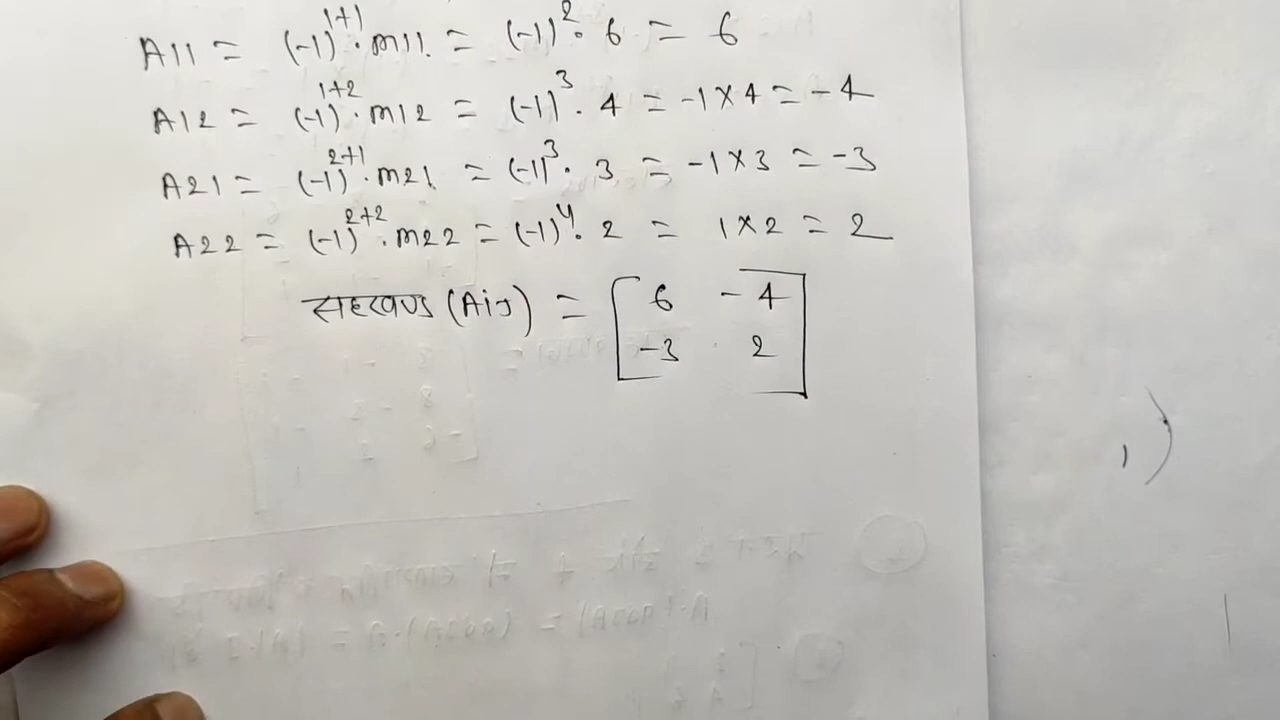 A11 = (-1)^1+1 . m11 = (-1)^2 . 6 = 6
A12 = (-1)^1+2 . m12 = (-1)^3 . 4 = -1 × 4 = -4
A21 = (-1)^2+1 . m21 = (-1)^3 . 3 = -1 × 3 = -3
A22 = (-1)^2+2 . m22 = (-1)^4 . 2 = 1 × 2 = 2
सहखण्ड (Aij) = [6 -4
-3 2]